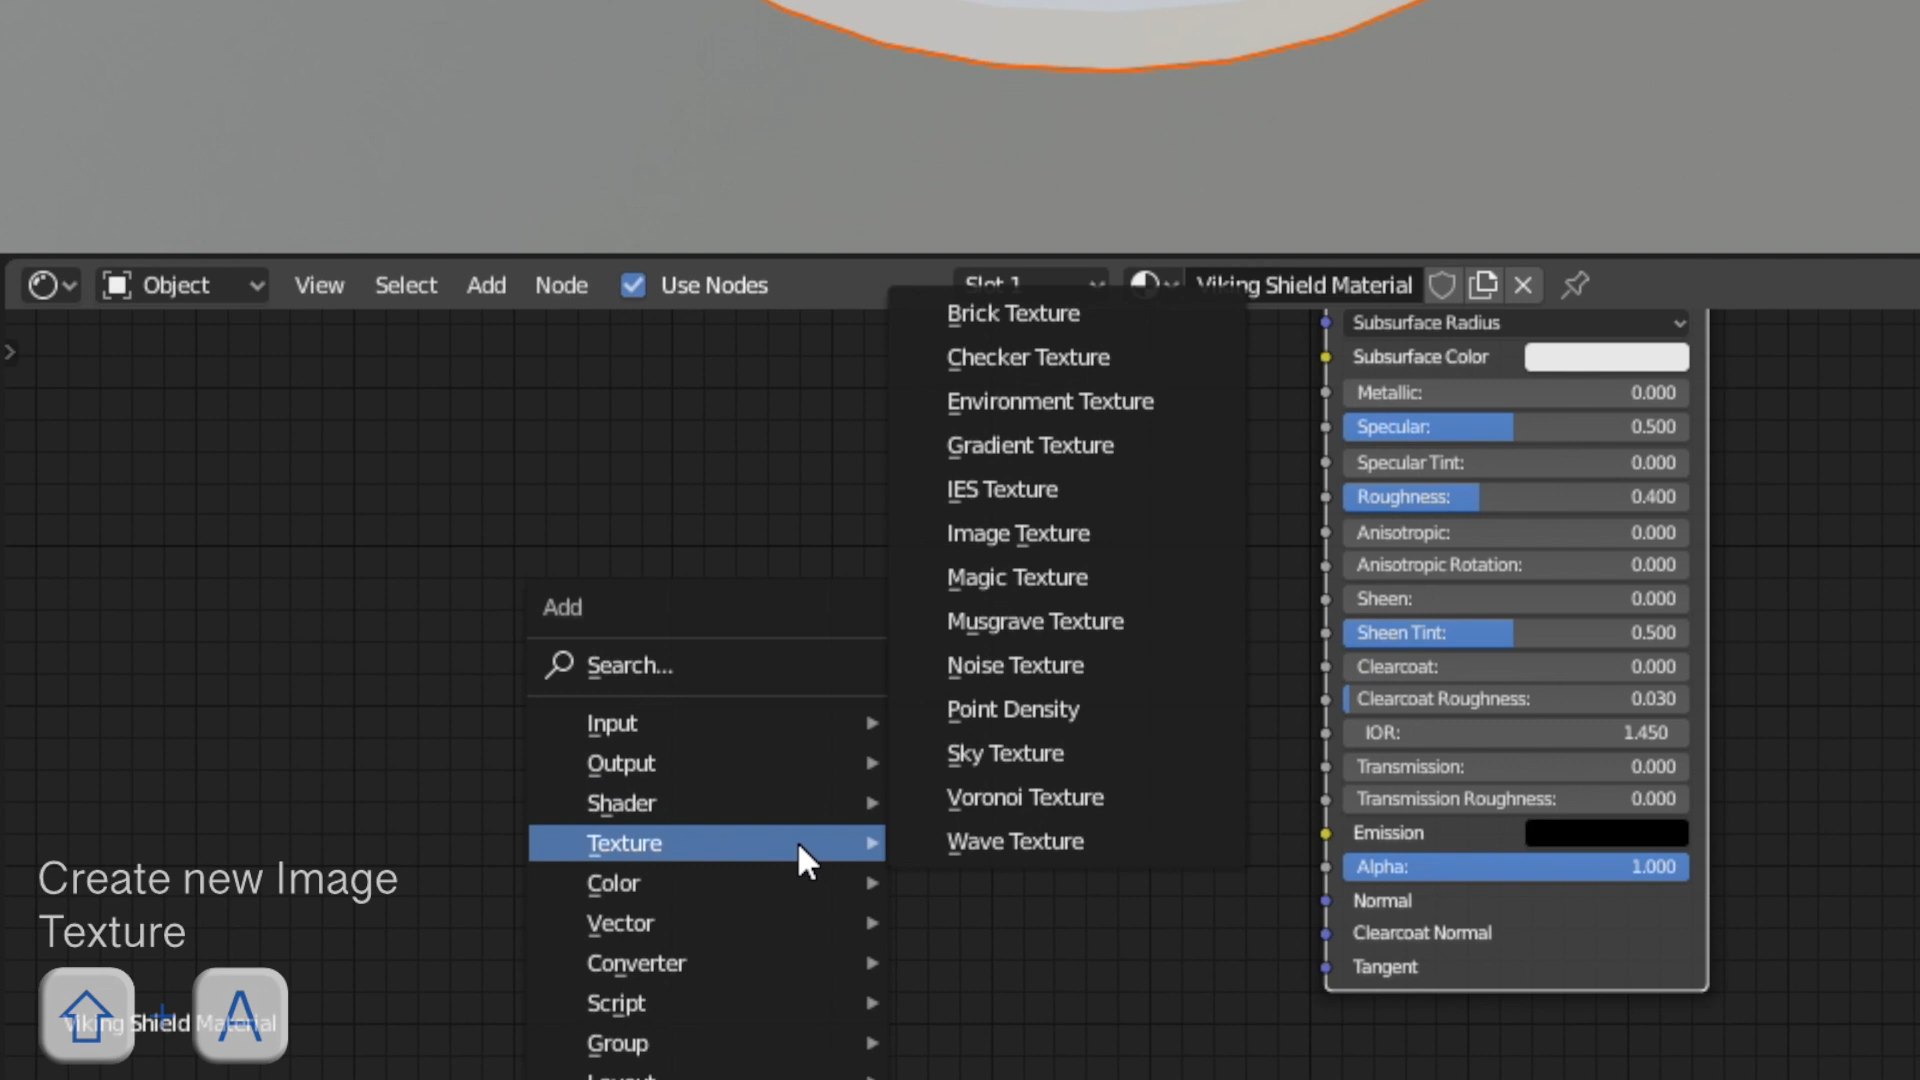 Object
View
Select
Add
Node
Use Nodes
Slot 1
Viking Shield Material
Brick Texture
Checker Texture
Environment Texture
Gradient Texture
IES Texture
Image Texture
Magic Texture
Musgrave Texture
Noise Texture
Point Density
Sky Texture
Voronoi Texture
Wave Texture
Add
Search...
Input
Output
Shader
Texture
Color
Vector
Converter
Script
Group
Subsurface Radius
Subsurface Color
Metallic: 0.000
Specular: 0.500
Specular Tint: 0.000
Roughness: 0.400
Anisotropic: 0.000
Anisotropic Rotation: 0.000
Sheen: 0.000
Sheen Tint: 0.500
Clearcoat: 0.000
Clearcoat Roughness: 0.030
IOR: 1.450
Transmission: 0.000
Transmission Roughness: 0.000
Emission
Alpha: 1.000
Normal
Clearcoat Normal
Tangent
Create new Image
Texture
+ A
Viking Shield Material